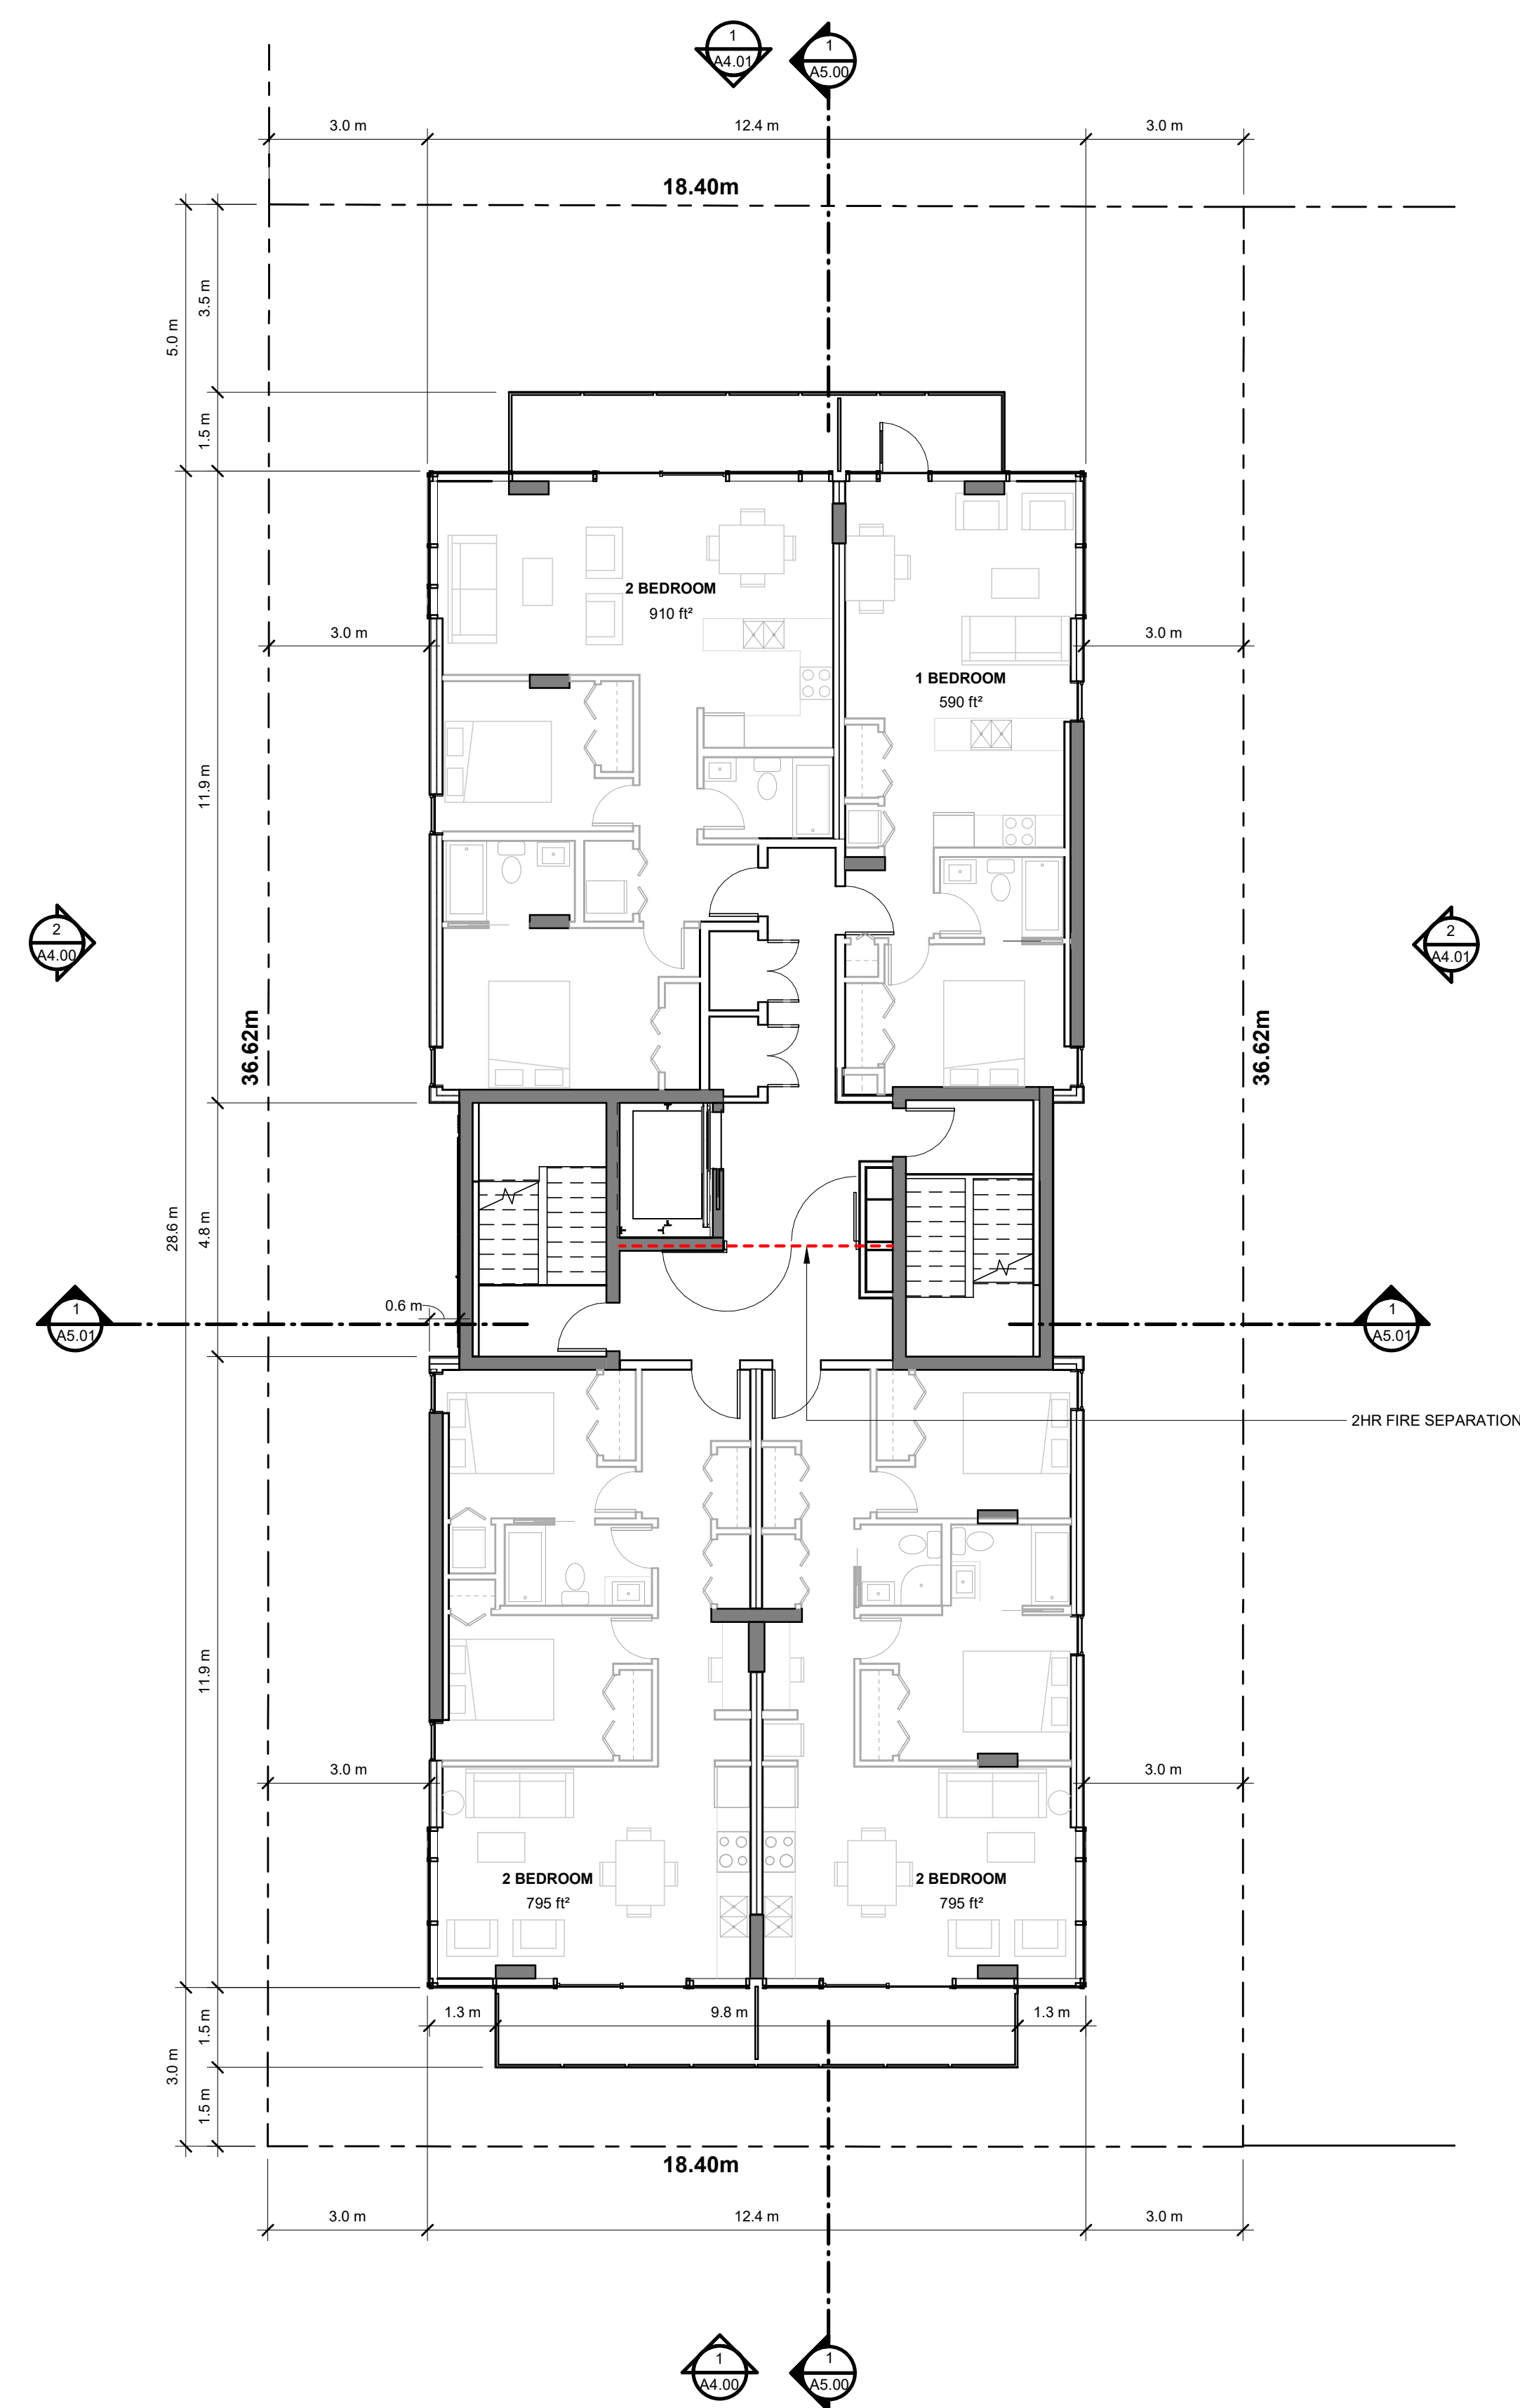 1
A4.01
1
A5.00
3.0 m
12.4 m
3.0 m
18.40m
5.0 m
3.5 m
1.5 m
2 BEDROOM
910 ft²
3.0 m
3.0 m
1 BEDROOM
590 ft²
11.9 m
2
A4.00
2
A4.01
36.62m
36.62m
28.6 m
4.8 m
0.6 m
1
A5.01
1
A5.01
2HR FIRE SEPARATION
11.9 m
3.0 m
3.0 m
2 BEDROOM
795 ft²
2 BEDROOM
795 ft²
1.3 m
9.8 m
1.3 m
1.5 m
3.0 m
1.5 m
18.40m
3.0 m
12.4 m
3.0 m
1
A4.00
1
A5.00